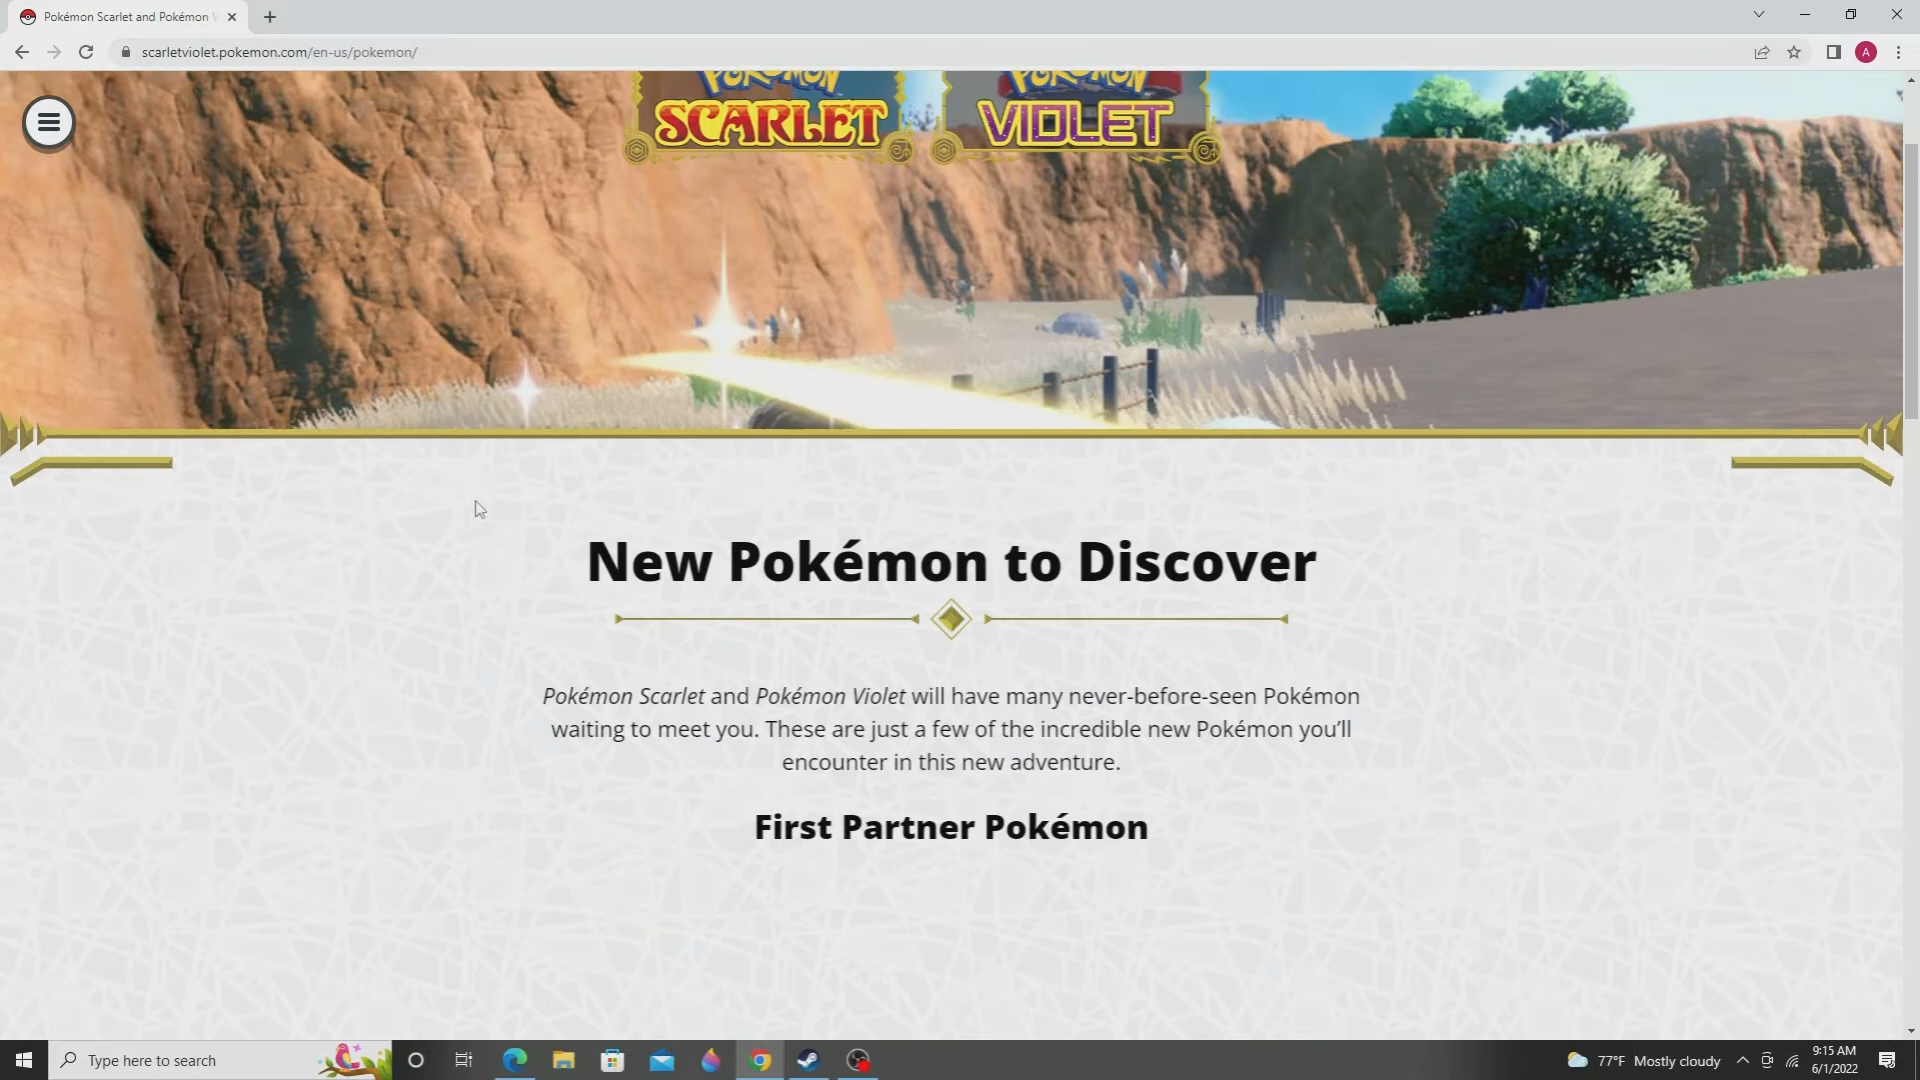 Pokémon Scarlet and Pokémon V
scarletviolet.pokemon.com/en-us/pokemon/
A
POKéMON
SCARLET
POKéMON
VIOLET
New Pokémon to Discover
Pokémon Scarlet and Pokémon Violet will have many never-before-seen Pokémon
waiting to meet you. These are just a few of the incredible new Pokémon you’ll
encounter in this new adventure.
First Partner Pokémon
Type here to search
77°F Mostly cloudy
9:15 AM
6/1/2022